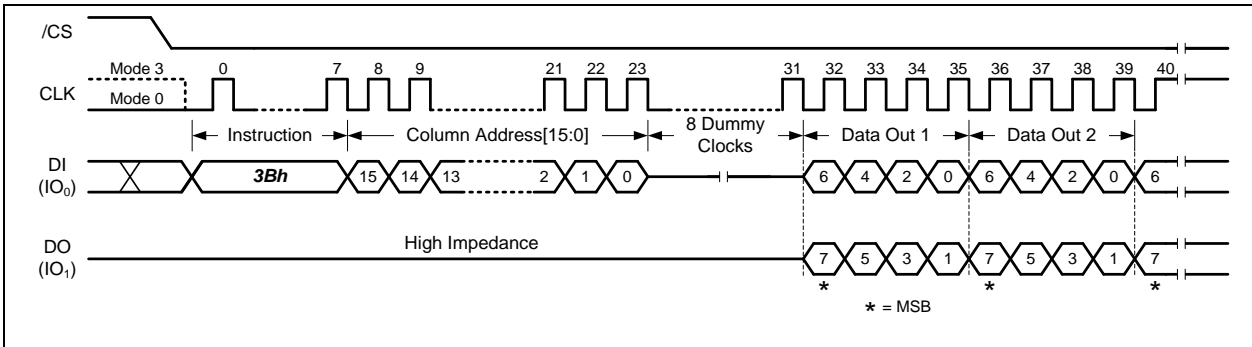 /CS
Mode 3 0 7 8 9 21 22 23 31 32 33 34 35 36 37 38 39 40
CLK
Mode 0
Instruction Column Address[15:0] 8 Dummy Clocks Data Out 1 Data Out 2
DI
(IO₀)
3Bh 15 14 13 2 1 0 6 4 2 0 6 4 2 0 6
High Impedance
DO
(IO₁)
7 5 3 1 7 5 3 1 7
* * *
* = MSB